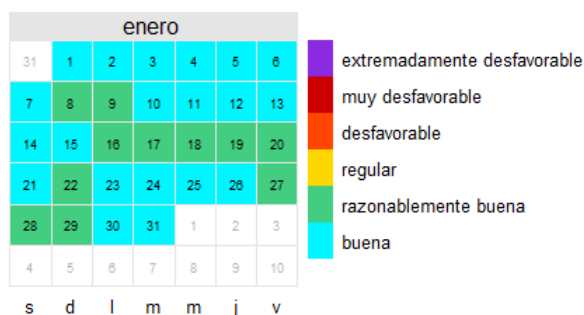 enero
31 1 2 3 4 5 6
7 8 9 10 11 12 13
14 15 16 17 18 19 20
21 22 23 24 25 26 27
28 29 30 31 1 2 3
4 5 6 7 8 9 10
s d l m m j v
extremadamente desfavorable
muy desfavorable
desfavorable
regular
razonablemente buena
buena